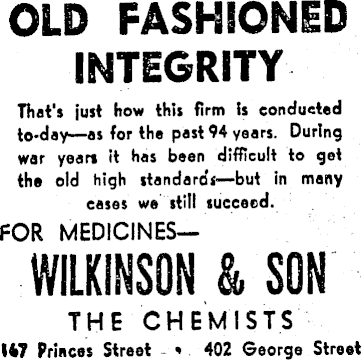 OLD FASHIONED
INTEGRITY
That's just how this firm is conducted
to-day—as for the past 94 years. During
war years it has been difficult to get
the old high standards—but in many
cases we still succeed.
FOR MEDICINES—
WILKINSON & SON
THE CHEMISTS
167 Princes Street • 402 George Street